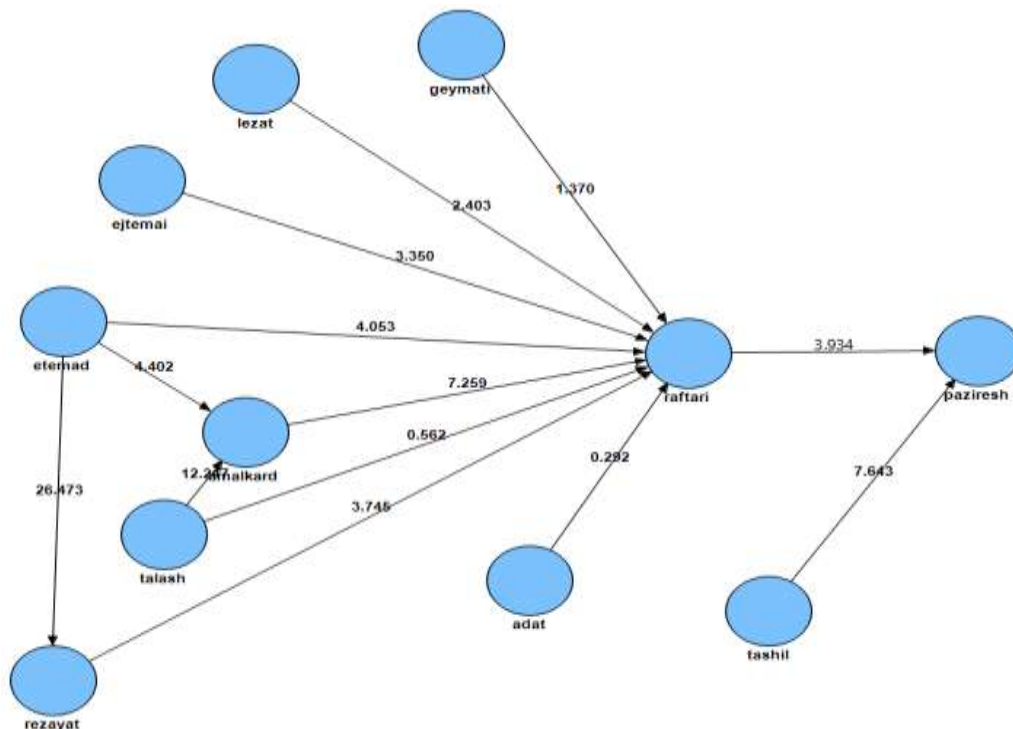 geymati
lezat
1.370
ejtemai
2.403
3.350
etemad
4.053
4.402
3.934
raftari
paziresh
7.259
0.562
0.292
7.643
26.473
3.745
talash
adat
tashil
rezayat